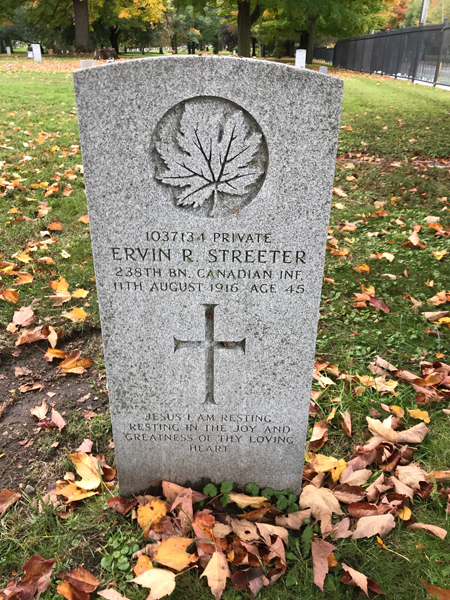 1037134 PRIVATE
ERVIN R. STREETER
238TH BN. CANADIAN INF.
11TH AUGUST 1916 AGE 45
JESUS I AM RESTING
RESTING IN THE JOY AND
GREATNESS OF THY LOVING
HEART